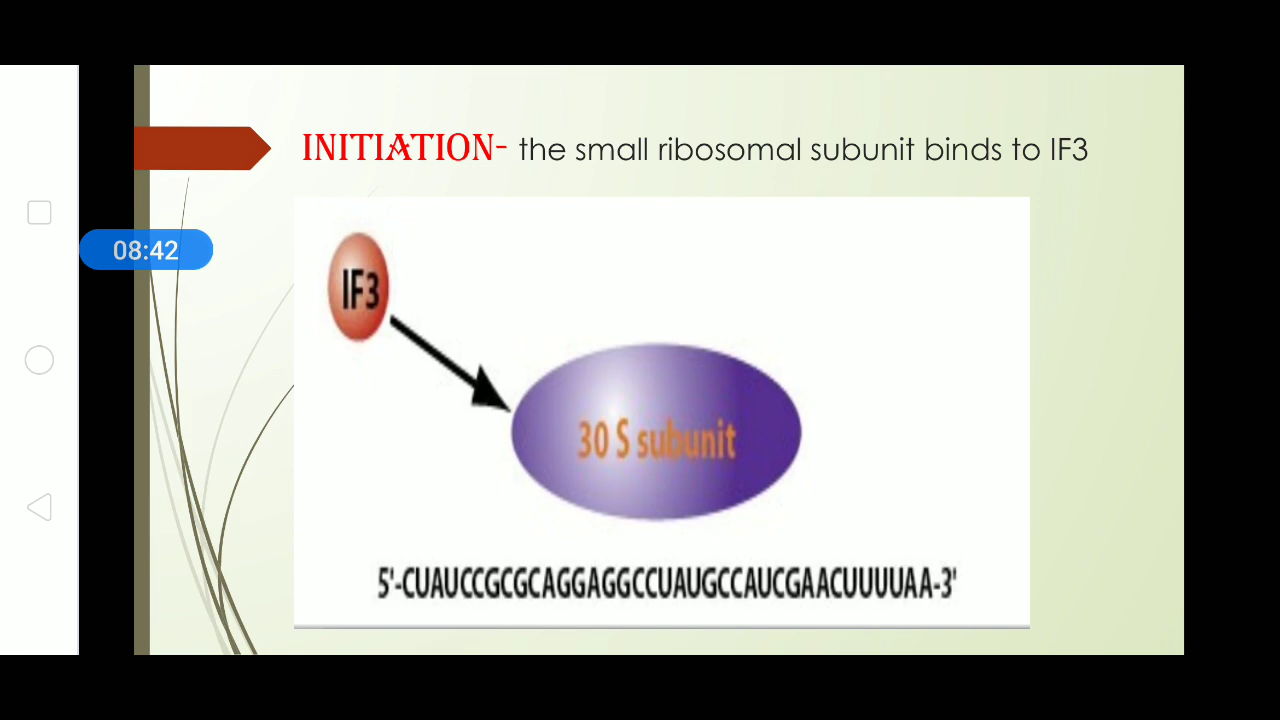 INITIATION- the small ribosomal subunit binds to IF3
08:42
IF3
30 S subunit
5'-CUAUCCGCGCAGGAGGCCUAUGCCAUCGAACUUUUAA-3'